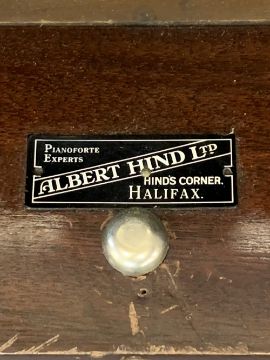 PIANOFORTE
EXPERTS
ALBERT HIND LTD
HIND'S CORNER.
HALIFAX.